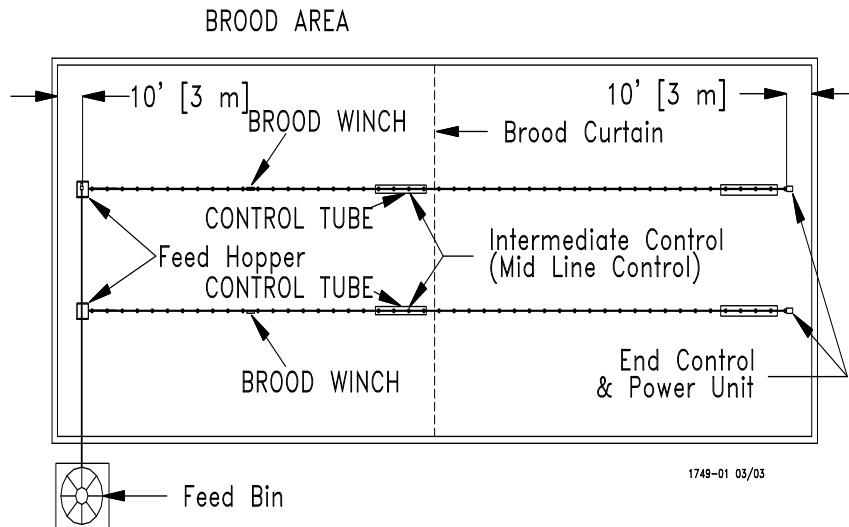 BROOD AREA
10' [3 m]
10' [3 m]
BROOD WINCH
Brood Curtain
CONTROL TUBE
Intermediate Control
(Mid Line Control)
Feed Hopper
CONTROL TUBE
BROOD WINCH
End Control
& Power Unit
1749-01 03/03
Feed Bin